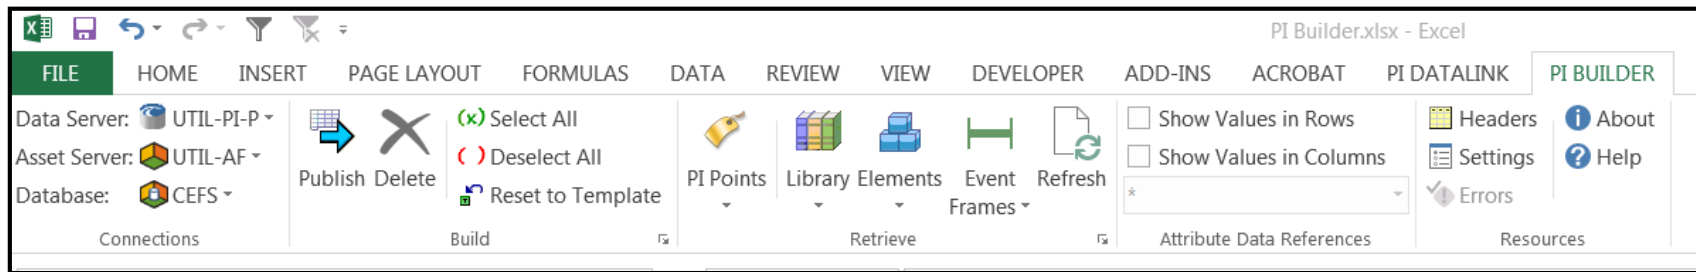 PI Builder.xlsx - Excel
FILE HOME INSERT PAGE LAYOUT FORMULAS DATA REVIEW VIEW DEVELOPER ADD-INS ACROBAT PI DATALINK PI BUILDER
Data Server: UTIL-PI-P
Asset Server: UTIL-AF
Database: CEFS
Connections
Publish Delete
(x) Select All
( ) Deselect All
Reset to Template
Build
PI Points Library Elements Event Frames Refresh
Retrieve
Show Values in Rows
Show Values in Columns
*
Attribute Data References
Headers
Settings
Errors
About
Help
Resources